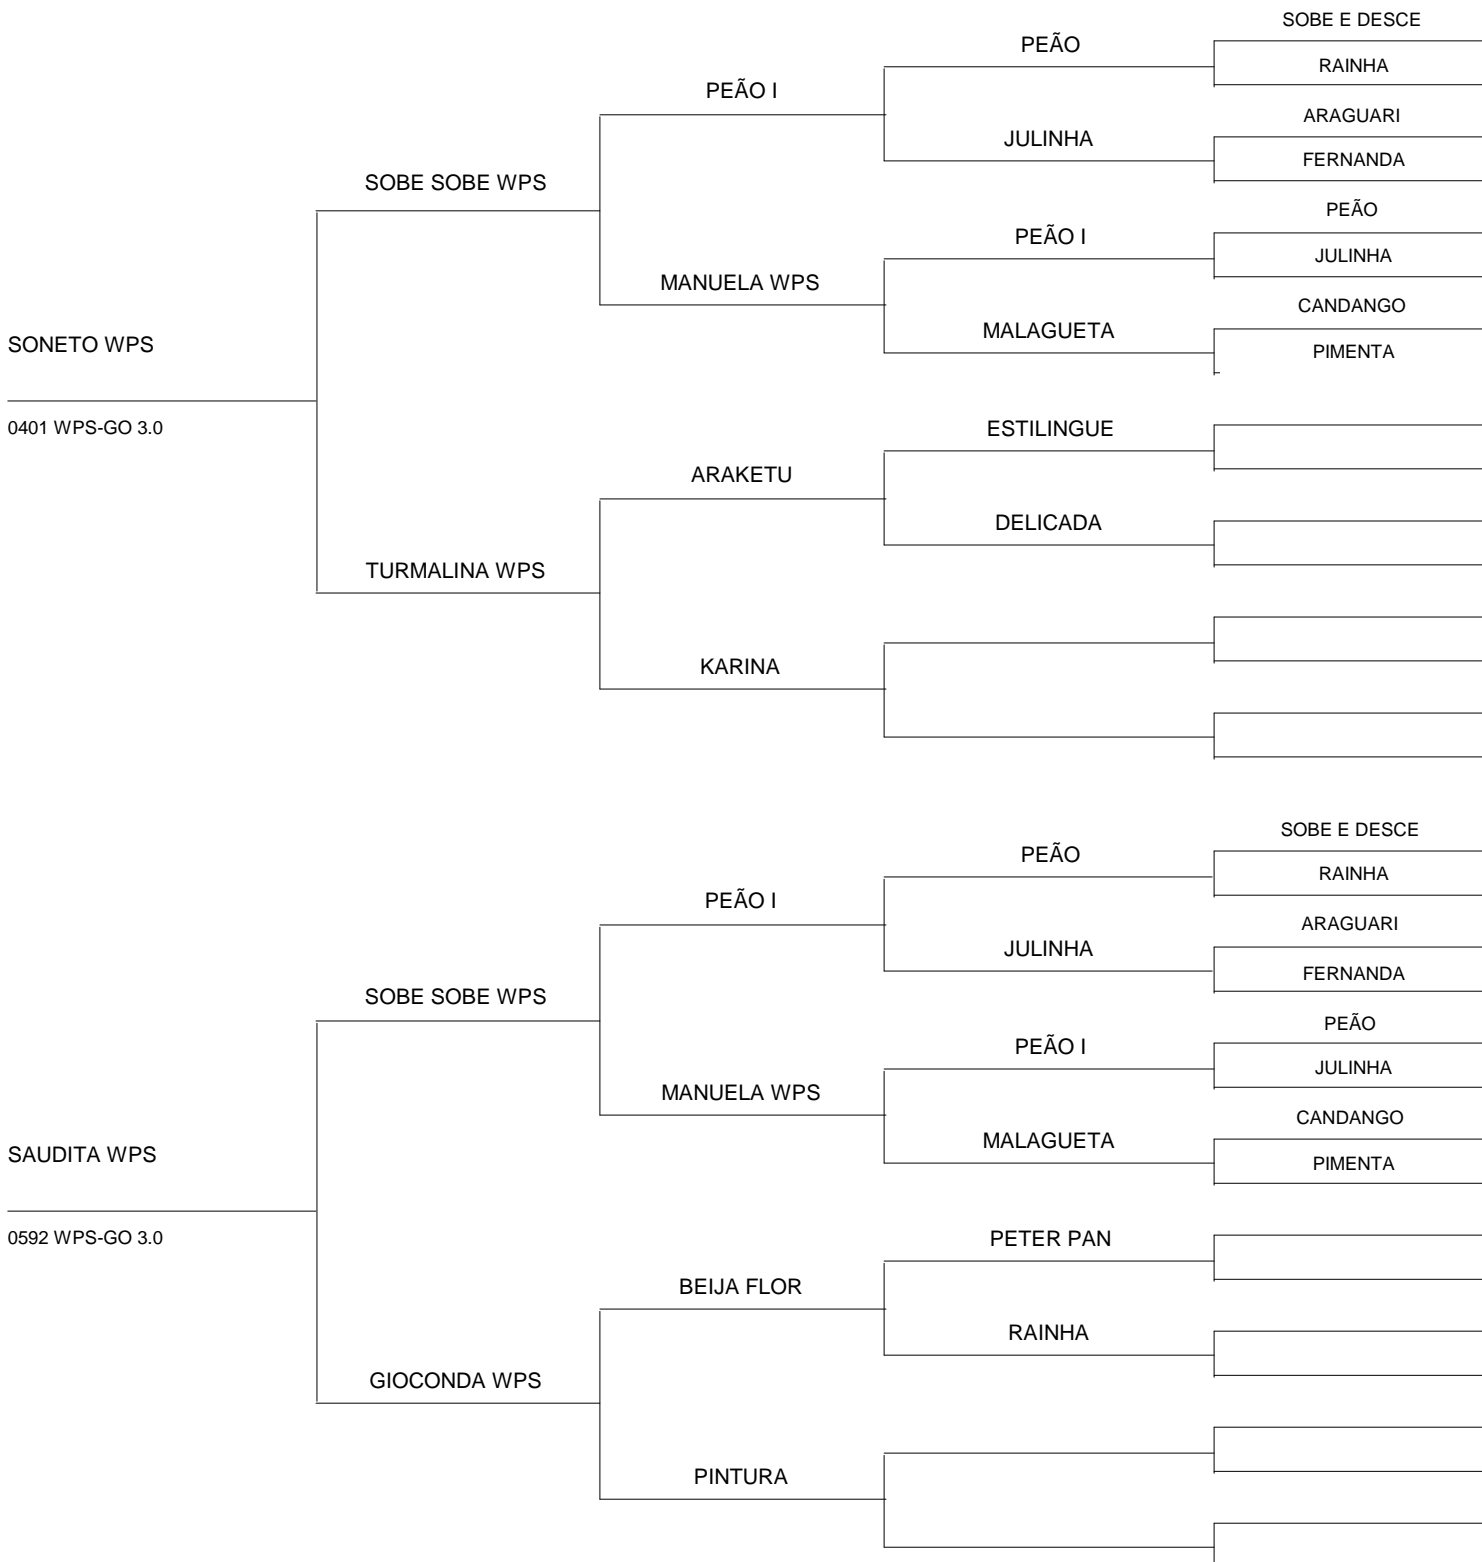 SOBE E DESCE
PEÃO
RAINHA
PEÃO I
ARAGUARI
JULINHA
FERNANDA
SOBE SOBE WPS
PEÃO
PEÃO I
JULINHA
MANUELA WPS
CANDANGO
MALAGUETA
SONETO WPS
PIMENTA
0401 WPS-GO 3.0
ESTILINGUE
ARAKETU
DELICADA
TURMALINA WPS
KARINA
SOBE E DESCE
PEÃO
RAINHA
PEÃO I
ARAGUARI
JULINHA
FERNANDA
SOBE SOBE WPS
PEÃO
PEÃO I
JULINHA
MANUELA WPS
CANDANGO
MALAGUETA
SAUDITA WPS
PIMENTA
0592 WPS-GO 3.0
PETER PAN
BEIJA FLOR
RAINHA
GIOCONDA WPS
PINTURA